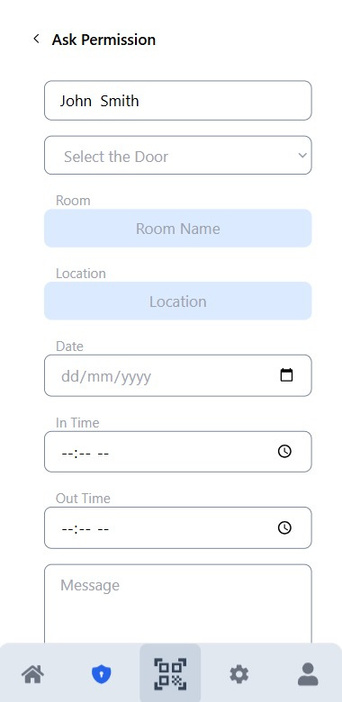 Ask Permission
John  Smith
Select the Door
Room
Room Name
Location
Location
Date
dd/mm/yyyy
In Time
--:-- --
Out Time
--:-- --
Message